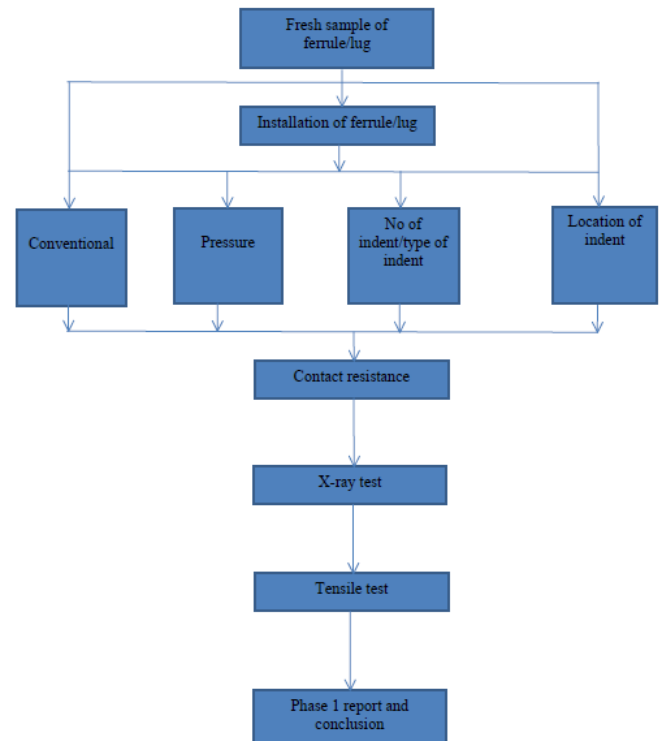 Fresh sample of
ferrule/lug
Installation of ferrule/lug
Conventional
Pressure
No of
indent/type of
indent
Location of
indent
Contact resistance
X-ray test
Tensile test
Phase 1 report and
conclusion